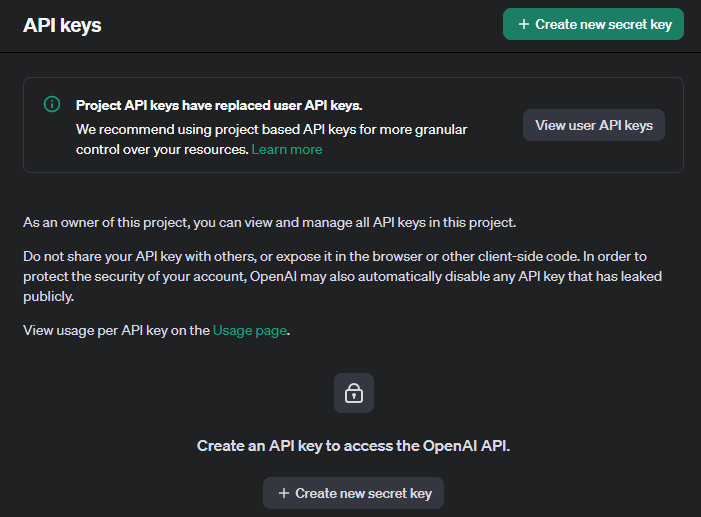 API keys
+ Create new secret key
Project API keys have replaced user API keys.
We recommend using project based API keys for more granular
control over your resources. Learn more
View user API keys
As an owner of this project, you can view and manage all API keys in this project.
Do not share your API key with others, or expose it in the browser or other client-side code. In order to
protect the security of your account, OpenAI may also automatically disable any API key that has leaked
publicly.
View usage per API key on the Usage page.
Create an API key to access the OpenAI API.
+ Create new secret key